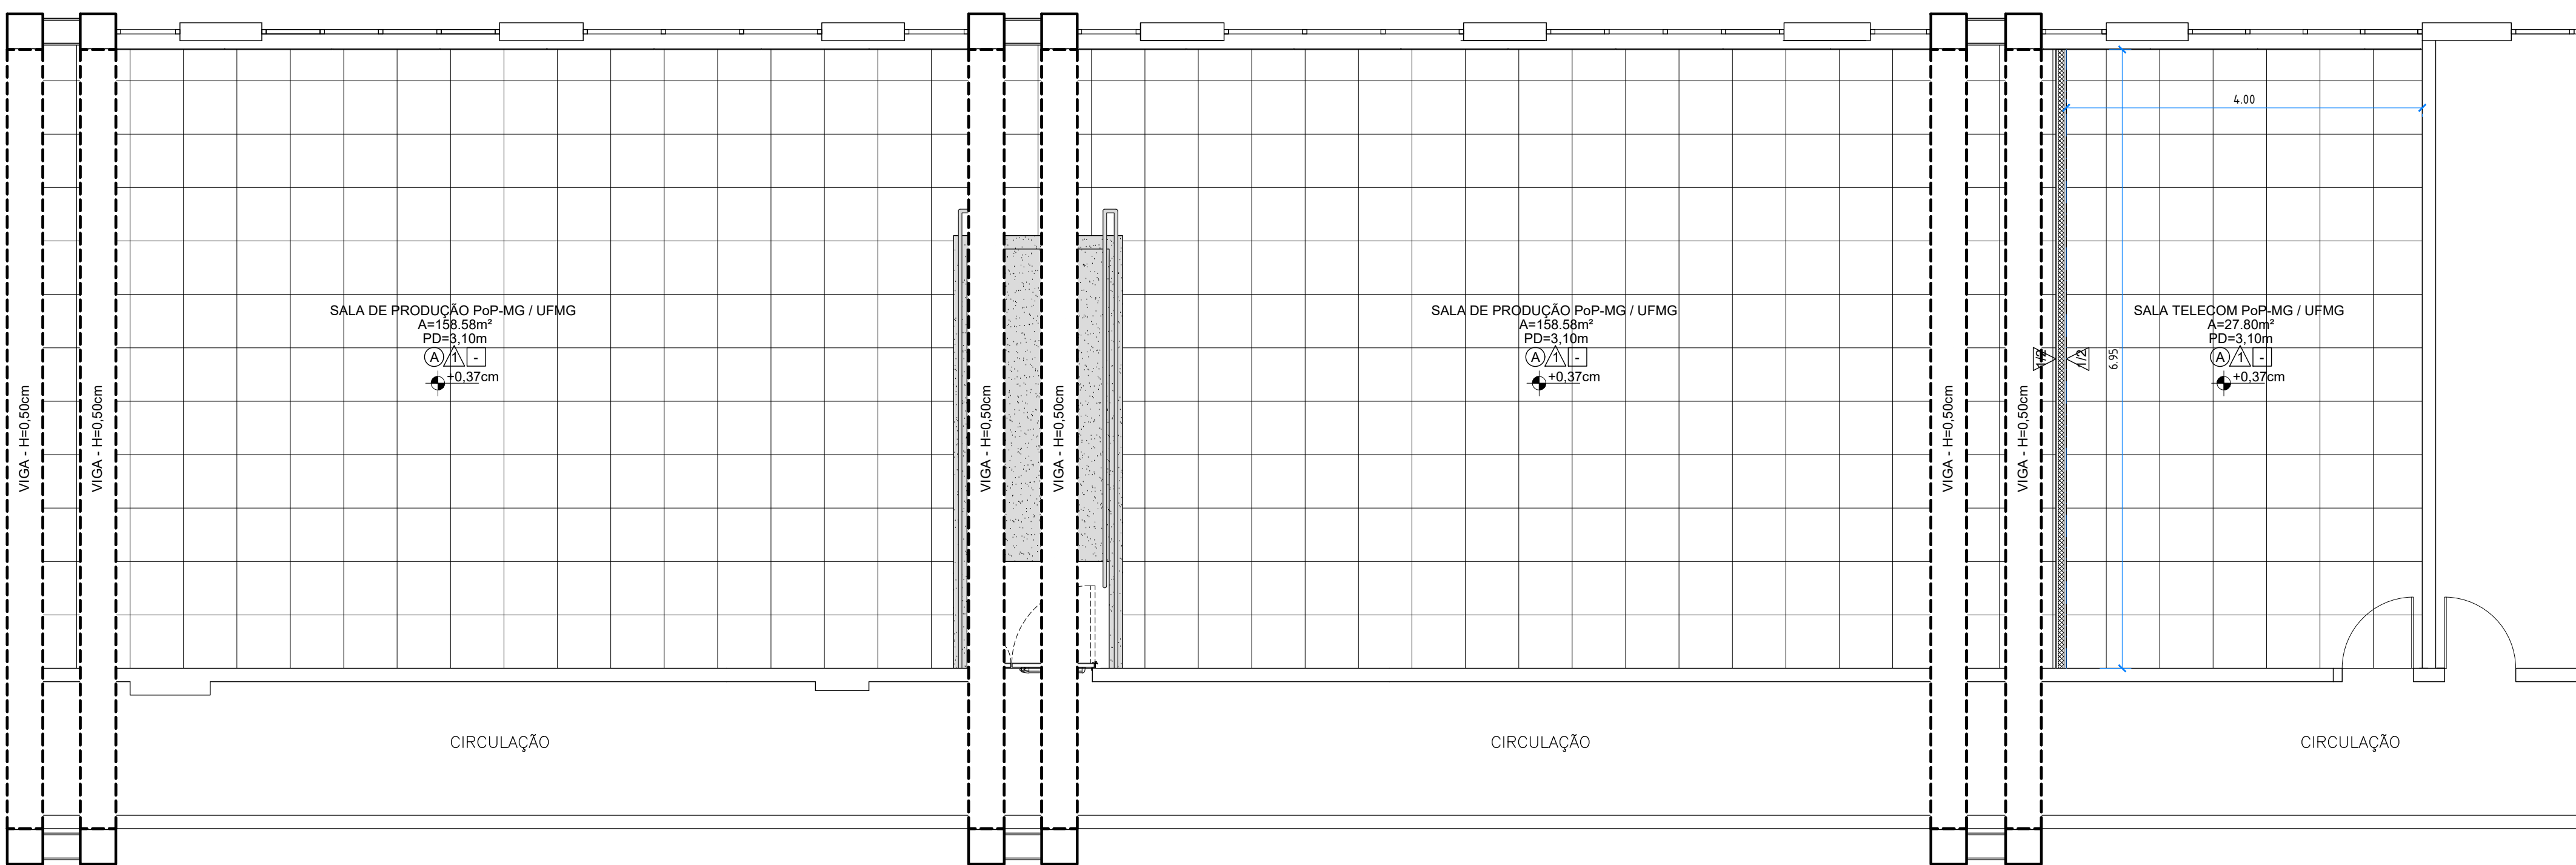 4.00
SALA DE PRODUÇÃO PoP-MG / UFMG
A=158.58m²
PD=3,10m
A 1 -
+0,37cm
SALA DE PRODUÇÃO PoP-MG / UFMG
A=158.58m²
PD=3,10m
A 1 -
+0,37cm
SALA TELECOM PoP-MG / UFMG
A=27.80m²
PD=3,10m
A 1 -
+0,37cm
1/2
1/2
6.95
VIGA - H=0,50cm
VIGA - H=0,50cm
VIGA - H=0,50cm
VIGA - H=0,50cm
VIGA - H=0,50cm
VIGA - H=0,50cm
CIRCULAÇÃO
CIRCULAÇÃO
CIRCULAÇÃO